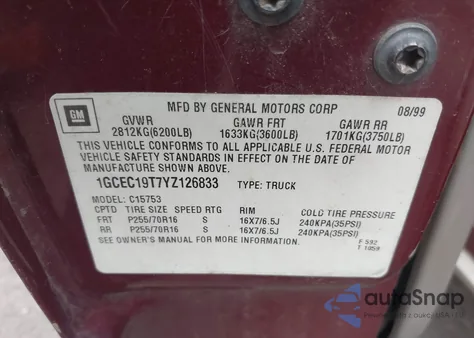 MFD BY GENERAL MOTORS CORP 08/99
GM
GVWR GAWR FRT GAWR RR
2812KG(6200LB) 1633KG(3600LB) 1701KG(3750LB)
THIS VEHICLE CONFORMS TO ALL APPLICABLE U.S. FEDERAL MOTOR
VEHICLE SAFETY STANDARDS IN EFFECT ON THE DATE OF
MANUFACTURE SHOWN ABOVE.
1GCEC19T7YZ126833 TYPE: TRUCK
MODEL: C15753
CPTD TIRE SIZE SPEED RTG RIM COLD TIRE PRESSURE
FRT P255/70R16 S 16X7/6.5J 240KPA(35PSI)
RR P255/70R16 S 16X7/6.5J 240KPA(35PSI)
SEE OWNER'S MANUAL FOR MORE INFORMATION. F 592
T 1059
autoSnap